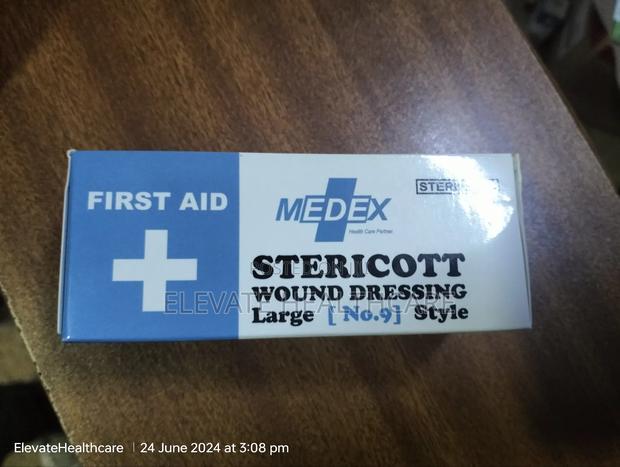 FIRST AID
MEDEX
Health Care Partner.
STERICOTT
WOUND DRESSING
Large [No.9] Style
ELEVATE HEALTHCARE
ElevateHealthcare | 24 June 2024 at 3:08 pm